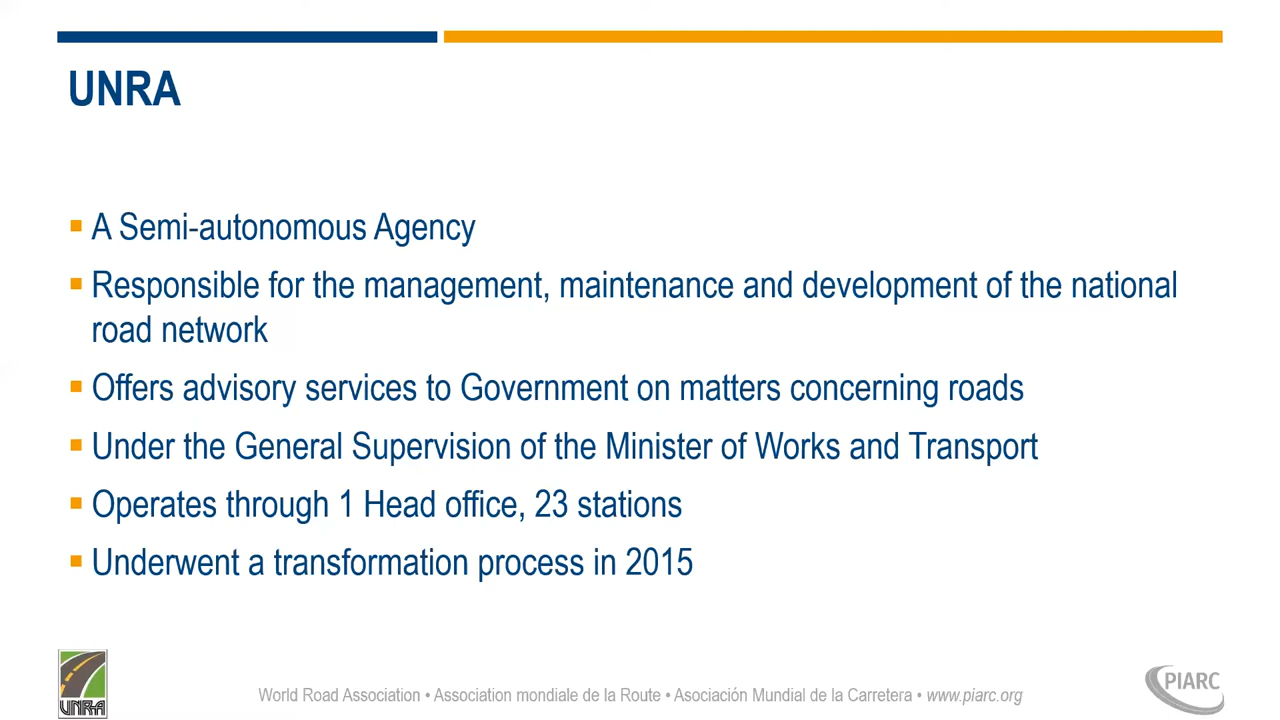 UNRA
A Semi-autonomous Agency
Responsible for the management, maintenance and development of the national
road network
Offers advisory services to Government on matters concerning roads
Under the General Supervision of the Minister of Works and Transport
Operates through 1 Head office, 23 stations
Underwent a transformation process in 2015
UNRA
World Road Association • Association mondiale de la Route • Asociación Mundial de la Carretera • www.piarc.org
PIARC